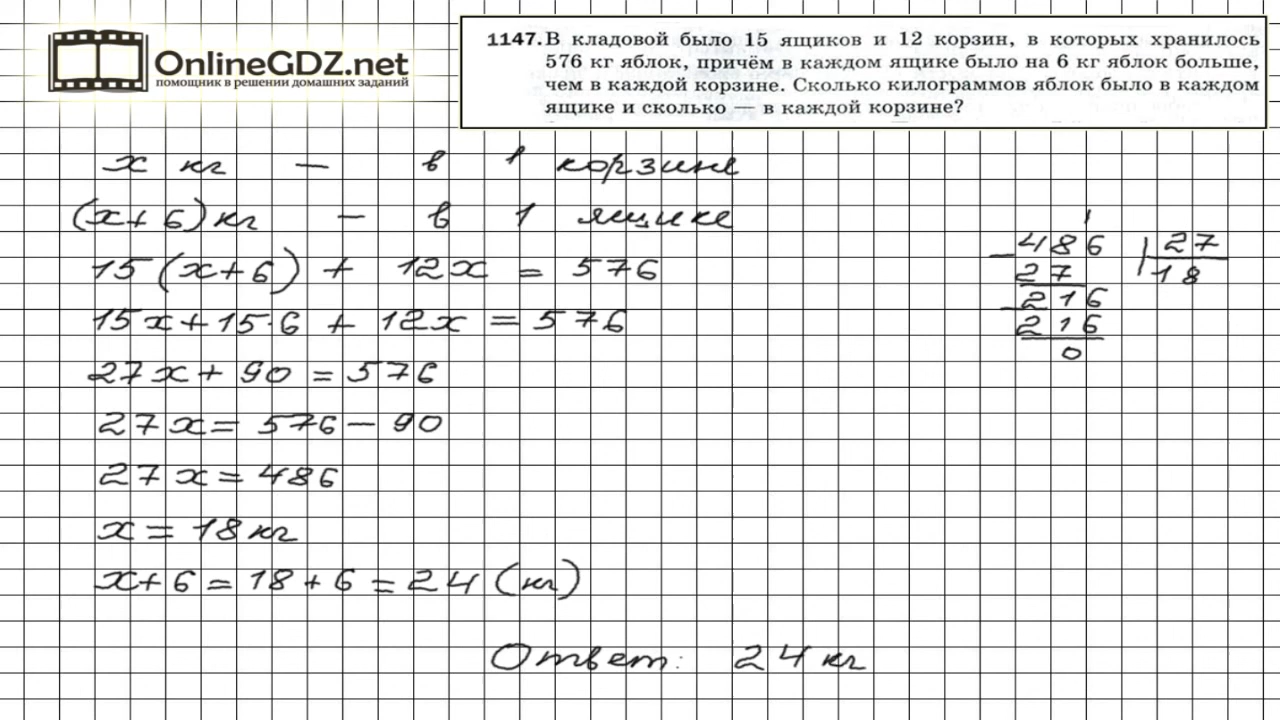 OnlineGDZ.net
помощник в решении домашних заданий
1147. В кладовой было 15 ящиков и 12 корзин, в которых хранилось
576 кг яблок, причём в каждом ящике было на 6 кг яблок больше,
чем в каждой корзине. Сколько килограммов яблок было в каждом
ящике и сколько — в каждой корзине?
x кг — в 1 корзине
(x+6) кг — в 1 ящике
15(x+6) + 12x = 576
15x+15·6 + 12x = 576
27x+90 = 576
27x = 576 - 90
27x = 486
x = 18 кг
x+6 = 18+6 = 24 (кг)
Ответ: 24 кг
1
- 486 | 27
27 | 18
- 216
216
0